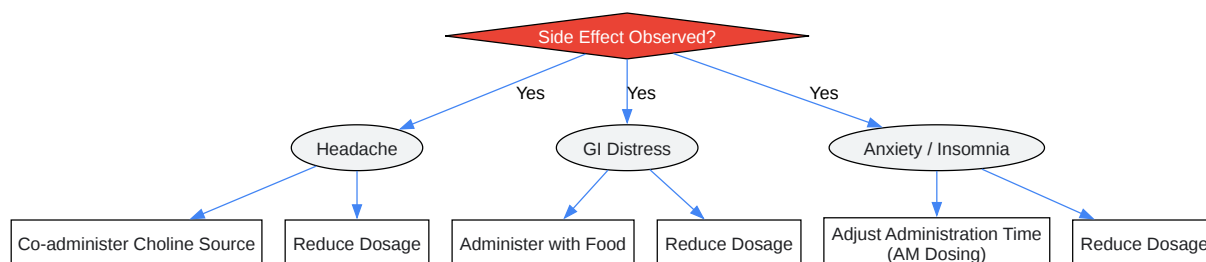 Side Effect Observed?
Yes
Yes
Yes
Headache
GI Distress
Anxiety / Insomnia
Co-administer Choline Source
Reduce Dosage
Administer with Food
Reduce Dosage
Adjust Administration Time
(AM Dosing)
Reduce Dosage